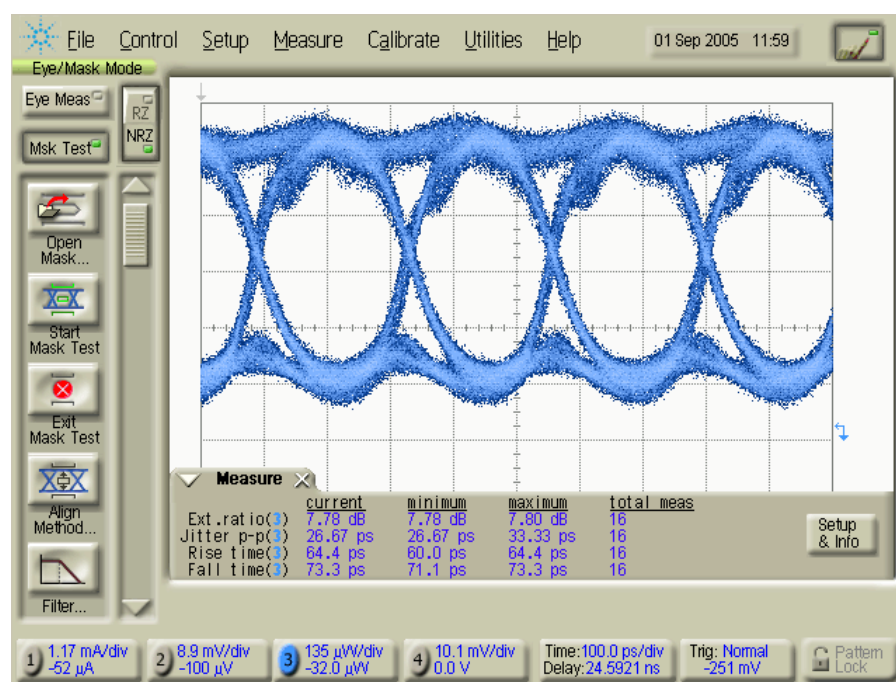 File Control Setup Measure Calibrate Utilities Help 01 Sep 2005 11:59
Eye/Mask Mode
Eye Meas
RZ
NRZ
Msk Test
Open
Mask...
Start
Mask Test
Exit
Mask Test
Align
Method...
Filter...
Measure
current minimum maximum total meas
Ext.ratio(3) 7.78 dB 7.78 dB 7.80 dB 16
Jitter p-p(3) 26.67 ps 26.67 ps 33.33 ps 16
Rise time(3) 64.4 ps 60.0 ps 64.4 ps 16
Fall time(3) 73.3 ps 71.1 ps 73.3 ps 16
Setup
& Info
1) 1.17 mA/div
-52 µA
2) 8.9 mV/div
-100 µV
3) 135 µW/div
-32.0 µW
4) 10.1 mV/div
0.0 V
Time:100.0 ps/div
Delay:24.5921 ns
Trig: Normal
-251 mV
Pattern
Lock